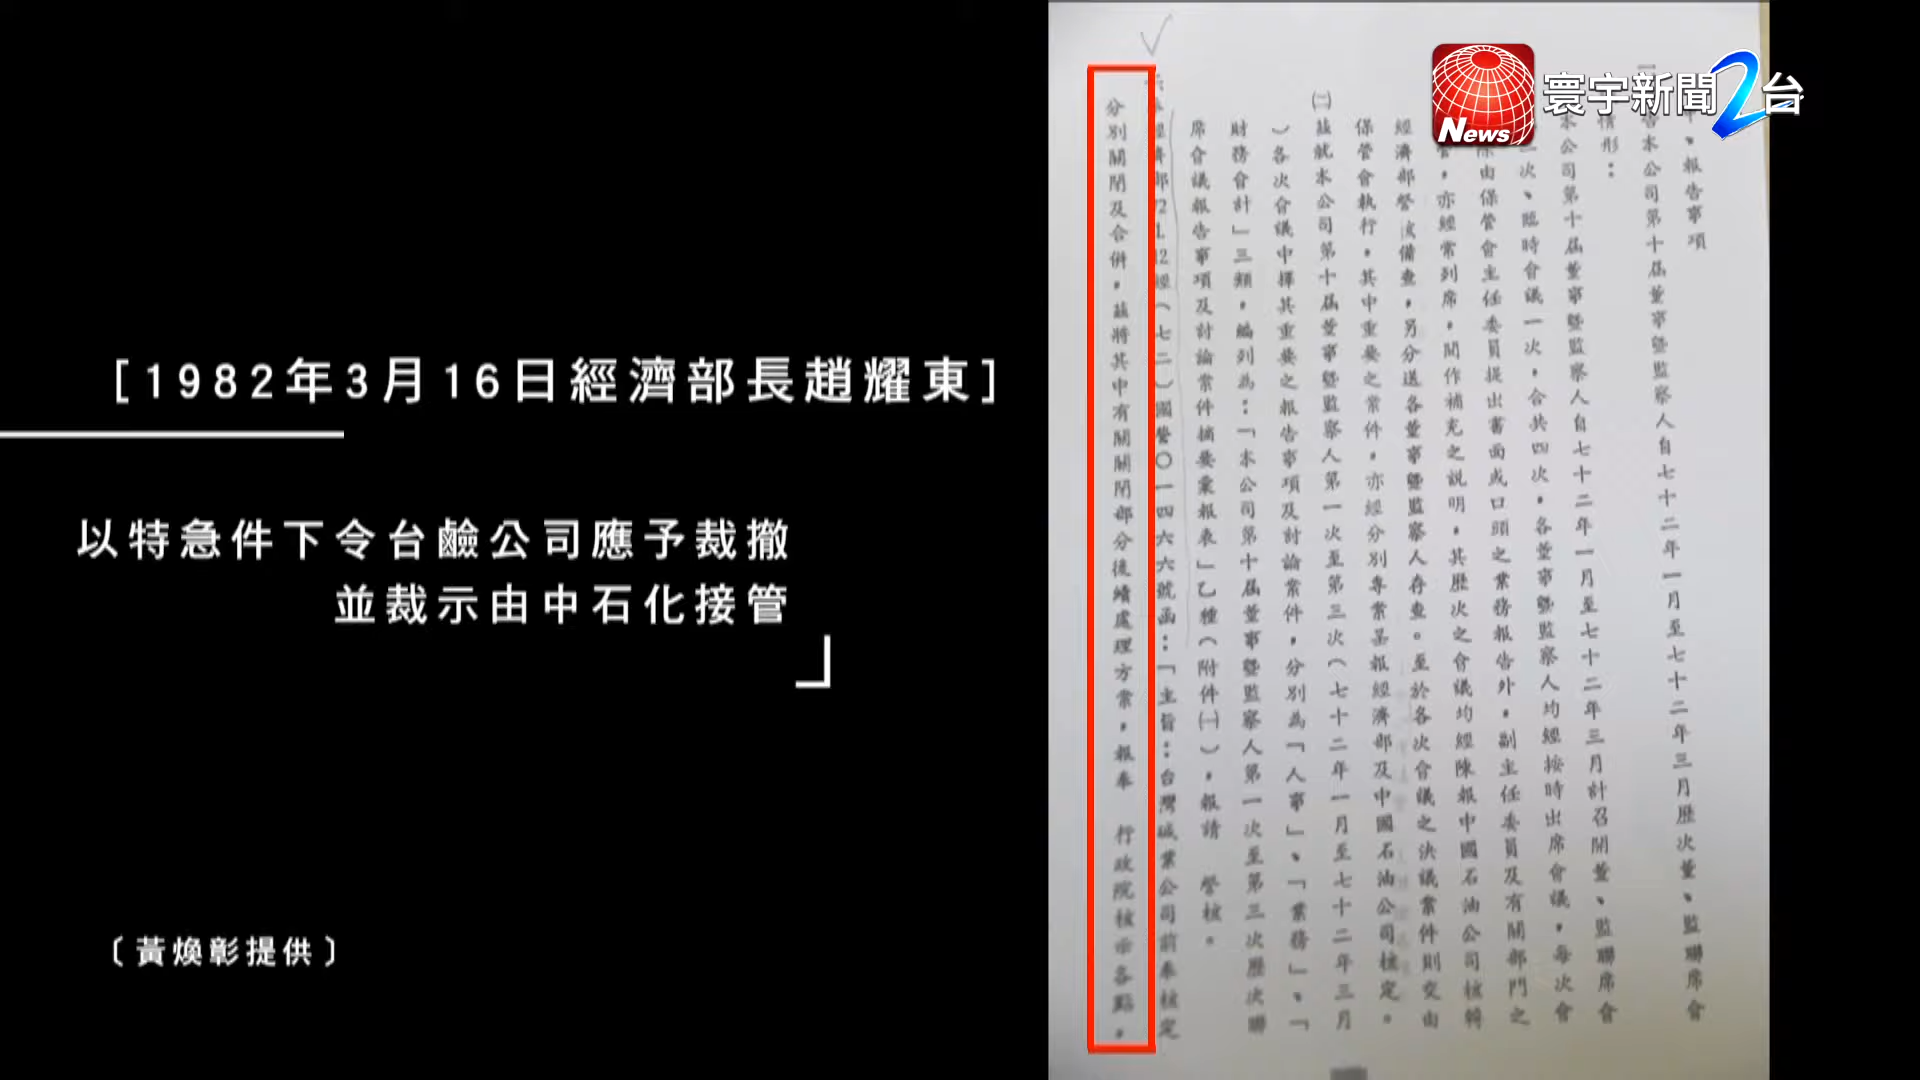 [1982年3月16日經濟部長趙耀東]
以特急件下令台鹼公司應予裁撤
並裁示由中石化接管
」
〔黃煥彰提供〕
News 寰宇新聞2台
、報告事項
本公司第十屆董事暨監察人自七十二年一月至七十二年三月歷次董、監聯席會
情形：
本公司第十屆董事暨監察人自七十二年一月至七十二年三月計召開董、監聯席會
次、臨時會議一次，合共四次，各董事暨監察人均經按時出席會議，每次會
由保管會主任委員提出書面或口頭之業務報告外，副主任委員及有關部門之
，亦經常列席，間作補充之說明，其歷次之會議均經陳報中國石油公司核轉
經濟部督備查，另分送各董事暨監察人存查。至於各次會議之決議案件則交由
保管會執行，其中重要之案件，亦經分別專案呈報經濟部及中國石油公司核定。
㈡茲就本公司第十屆董事暨監察人第一次至第三次（七十二年一月至七十二年三月
）各次會議中擇其重要之報告事項及討論案件，分別為「人事」、「業務」、「
財務會計」三類，編列為：「本公司第十屆董事暨監察人第一次至第三次歷次聯
席會議報告事項及討論案件摘要彙報表」乙種（附件㈠），報請　督核。
經濟部72 1. 12經（七二）國營〇一四六六號函：「主旨：台灣碱業公司前奉核定
分別關閉及合併，茲將其中有關關閉部分後續處理方案，報奉　行政院核示各點，